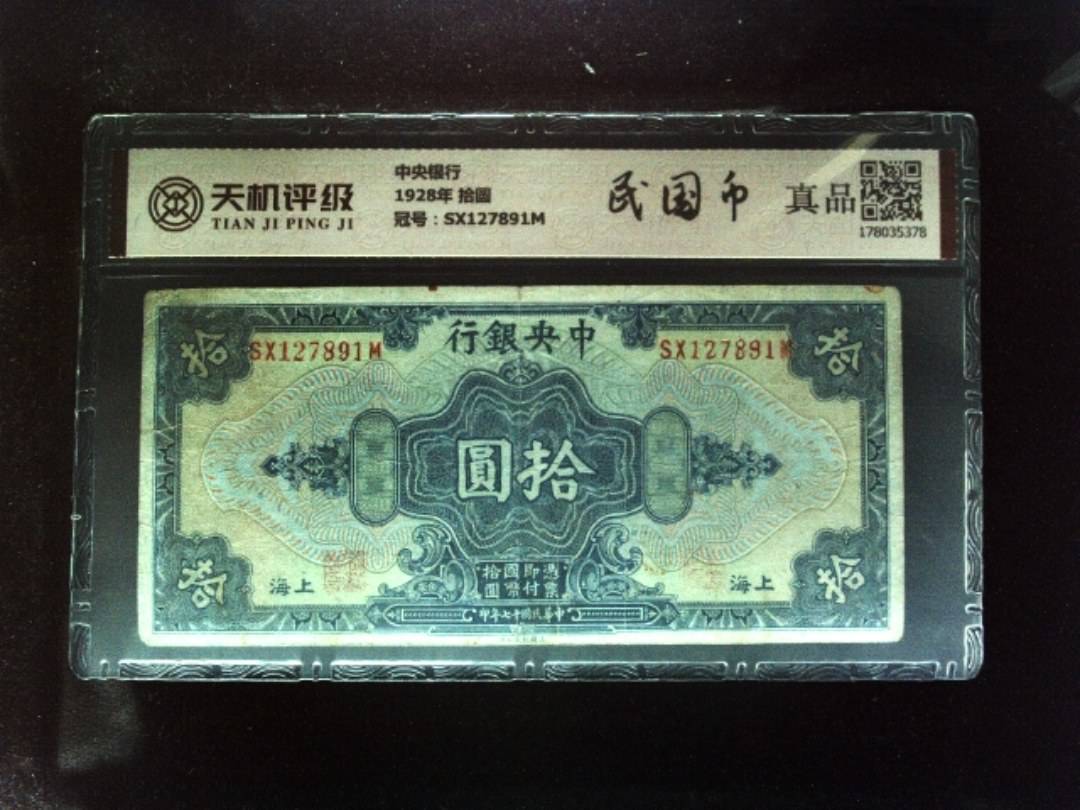 天机评级
TIAN JI PING JI
中央银行
1928年 拾圓
冠号：SX127891M
民国币
真品
178035378
行銀央中
拾
SX127891M
SX127891M
拾
圓拾
拾
上海
憑票
即付
國幣
拾圓
上海
拾
中華民國十七年印